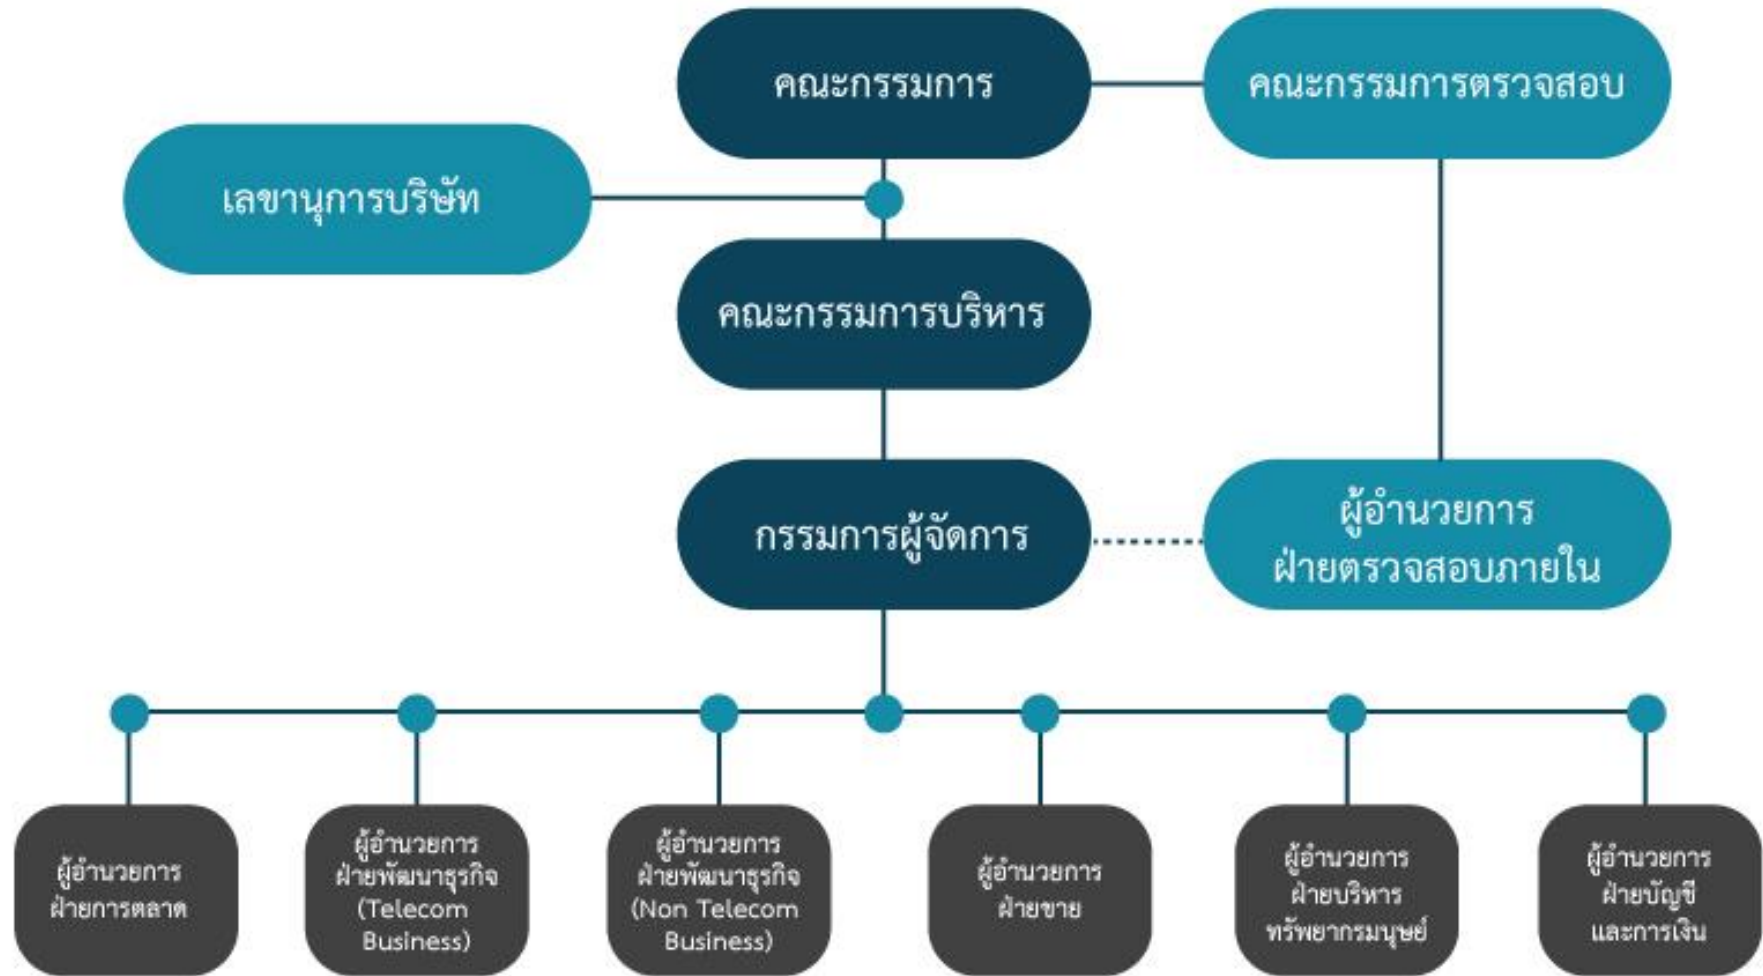 คณะกรรมการ
คณะกรรมการตรวจสอบ
เลขานุการบริษัท
คณะกรรมการบริหาร
กรรมการผู้จัดการ
ผู้อำนวยการ
ฝ่ายตรวจสอบภายใน
ผู้อำนวยการ
ฝ่ายการตลาด
ผู้อำนวยการ
ฝ่ายพัฒนาธุรกิจ
(Telecom
Business)
ผู้อำนวยการ
ฝ่ายพัฒนาธุรกิจ
(Non Telecom
Business)
ผู้อำนวยการ
ฝ่ายขาย
ผู้อำนวยการ
ฝ่ายบริหาร
ทรัพยากรมนุษย์
ผู้อำนวยการ
ฝ่ายบัญชี
และการเงิน